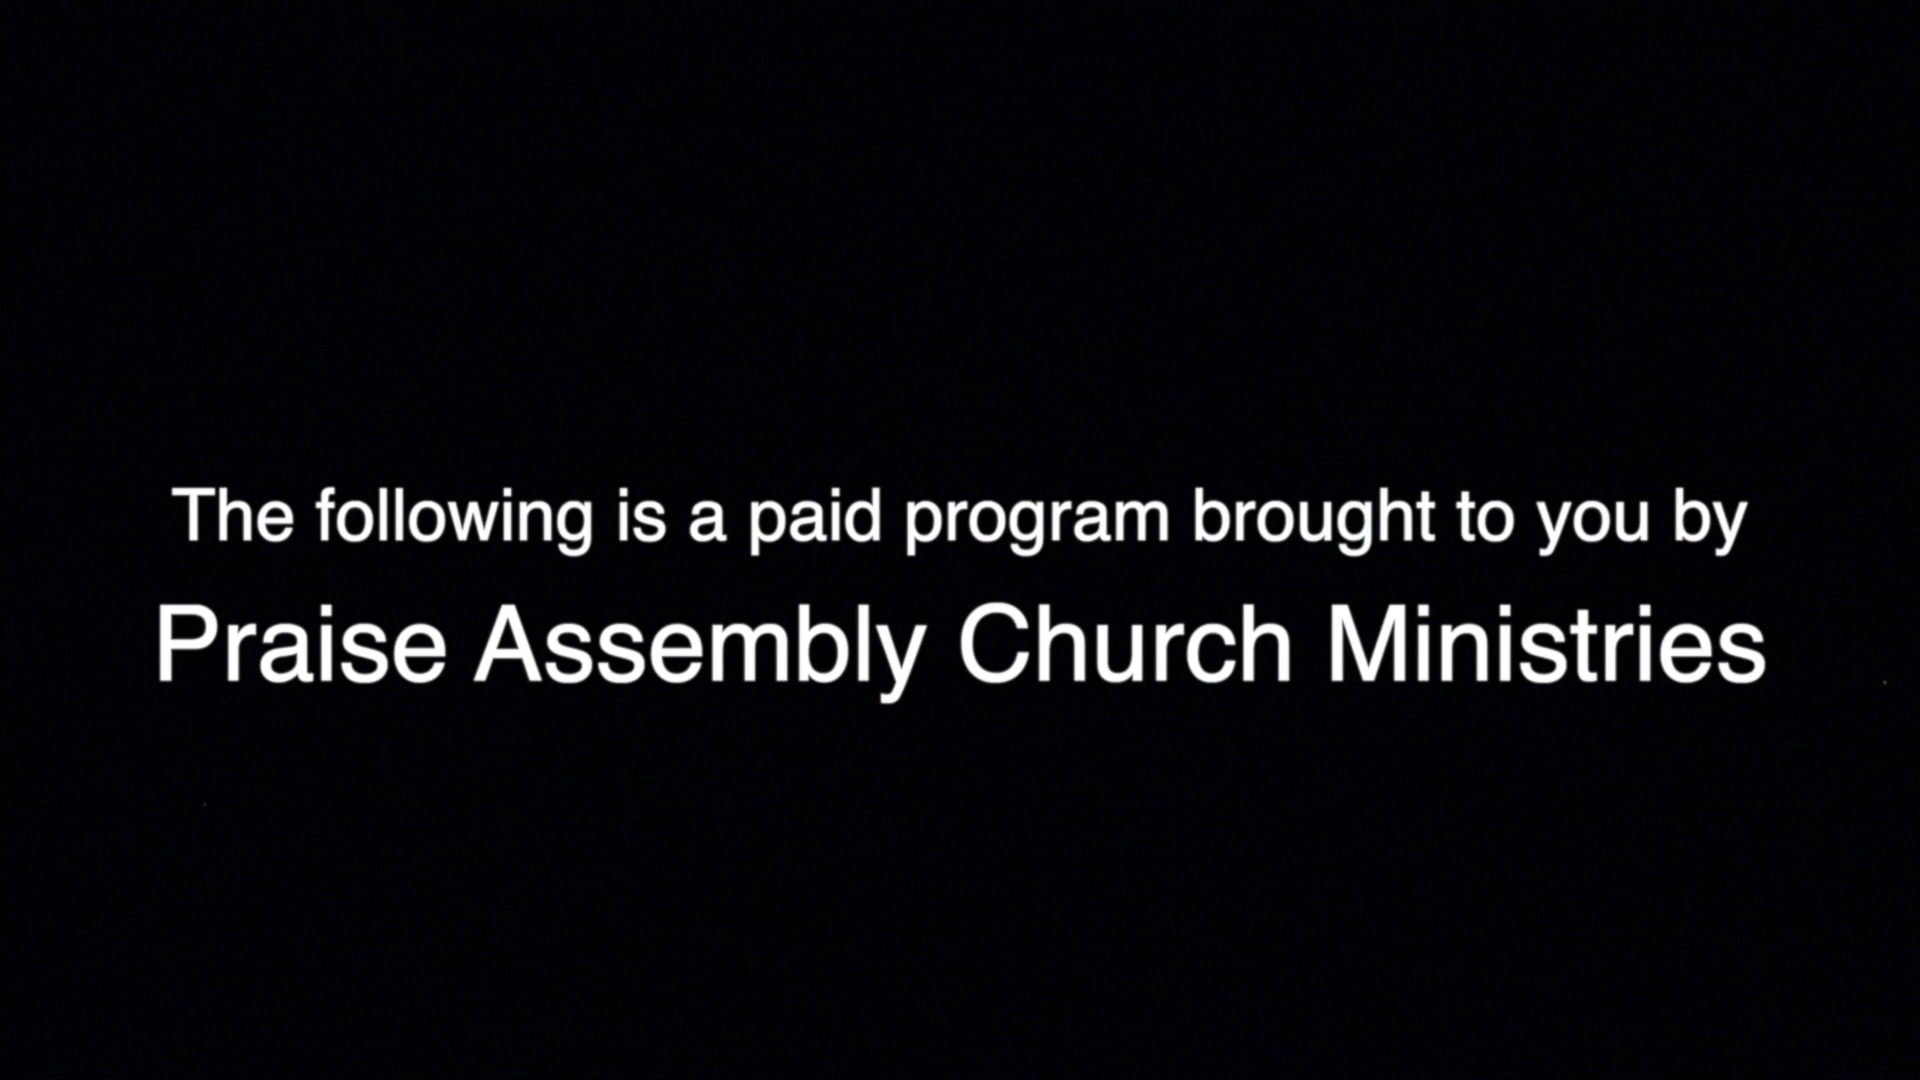 The following is a paid program brought to you by
Praise Assembly Church Ministries